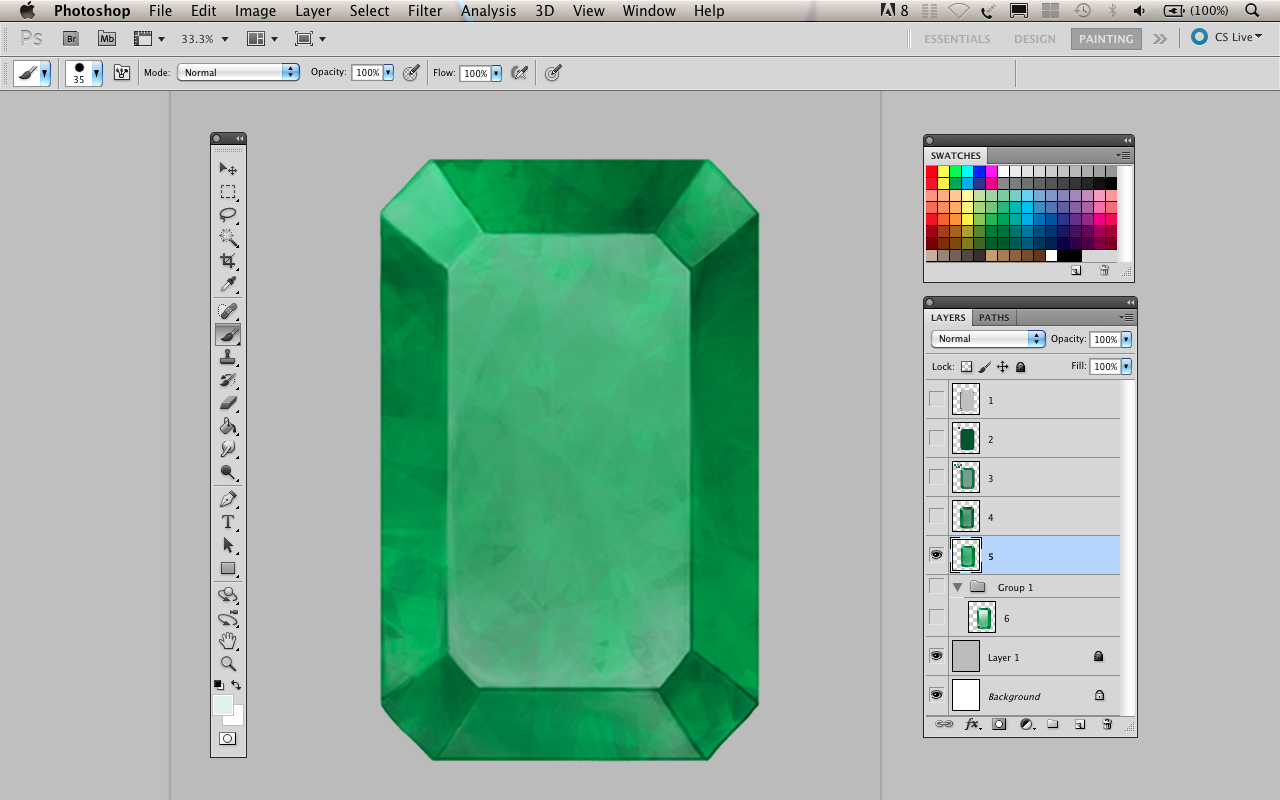 Photoshop File Edit Image Layer Select Filter Analysis 3D View Window Help 8 (100%)
Ps Br Mb 33.3% ESSENTIALS DESIGN PAINTING CS Live
35 Mode: Normal Opacity: 100% Flow: 100%
SWATCHES
LAYERS PATHS
Normal Opacity: 100%
Lock: Fill: 100%
1
2
3
4
5
Group 1
6
Layer 1
Background
fx
T